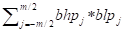 ∑_{j=-m/2}^{m/2} bhp_j * blp_j